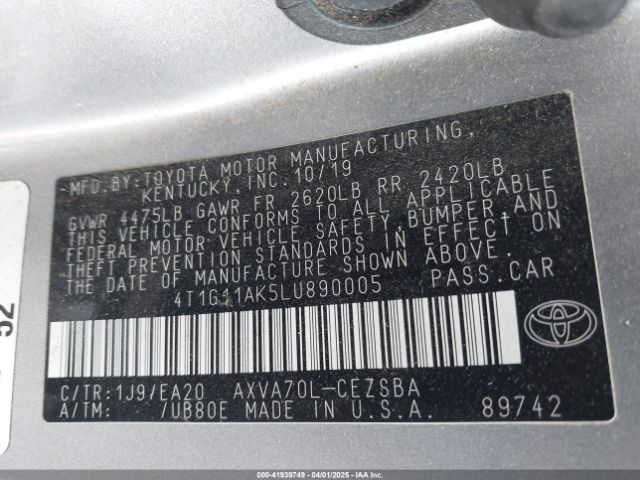 MFD. BY: TOYOTA MOTOR MANUFACTURING,
KENTUCKY, INC. 10/19
GVWR 4475LB GAWR FR 2620LB RR 2420LB
THIS VEHICLE CONFORMS TO ALL APPLICABLE
FEDERAL MOTOR VEHICLE SAFETY,BUMPER,AND
THEFT PREVENTION STANDARDS IN EFFECT ON
THE DATE OF MANUFACTURE SHOWN ABOVE.
4T1G11AK5LU890005 PASS.CAR
C/TR:1J9/EA20 AXVA70L-CEZSBA
A/TM: /UB80E MADE IN U.S.A. 89742
52
000-41939749 04/01/2025 IAA Inc.